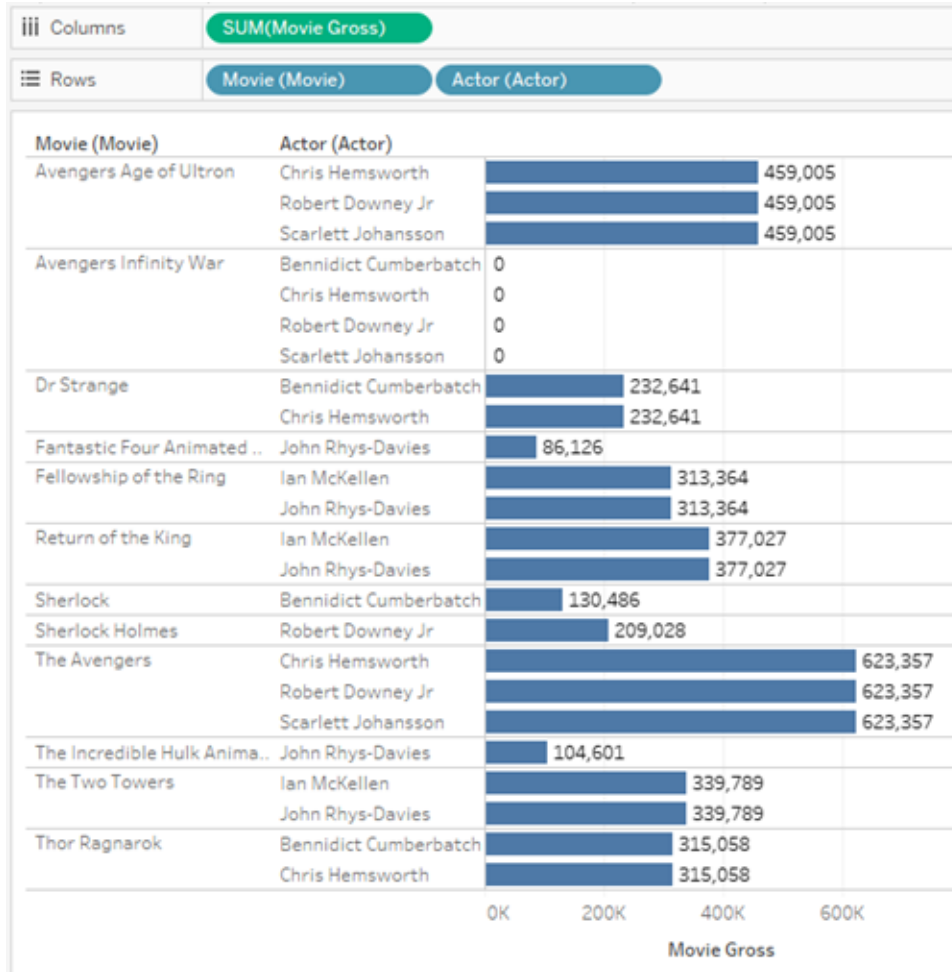 Columns SUM(Movie Gross)
Rows Movie (Movie) Actor (Actor)
Movie (Movie) Actor (Actor)
Avengers Age of Ultron Chris Hemsworth 459,005
Robert Downey Jr 459,005
Scarlett Johansson 459,005
Avengers Infinity War Bennidict Cumberbatch 0
Chris Hemsworth 0
Robert Downey Jr 0
Scarlett Johansson 0
Dr Strange Bennidict Cumberbatch 232,641
Chris Hemsworth 232,641
Fantastic Four Animated .. John Rhys-Davies 86,126
Fellowship of the Ring Ian McKellen 313,364
John Rhys-Davies 313,364
Return of the King Ian McKellen 377,027
John Rhys-Davies 377,027
Sherlock Bennidict Cumberbatch 130,486
Sherlock Holmes Robert Downey Jr 209,028
The Avengers Chris Hemsworth 623,357
Robert Downey Jr 623,357
Scarlett Johansson 623,357
The Incredible Hulk Anima.. John Rhys-Davies 104,601
The Two Towers Ian McKellen 339,789
John Rhys-Davies 339,789
Thor Ragnarok Bennidict Cumberbatch 315,058
Chris Hemsworth 315,058
0K 200K 400K 600K
Movie Gross